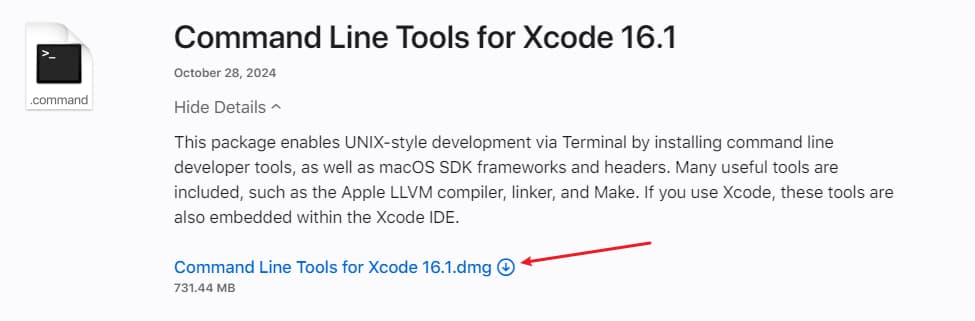 >_
.command
Command Line Tools for Xcode 16.1
October 28, 2024
Hide Details
This package enables UNIX-style development via Terminal by installing command line
developer tools, as well as macOS SDK frameworks and headers. Many useful tools are
included, such as the Apple LLVM compiler, linker, and Make. If you use Xcode, these tools are
also embedded within the Xcode IDE.
Command Line Tools for Xcode 16.1.dmg
731.44 MB